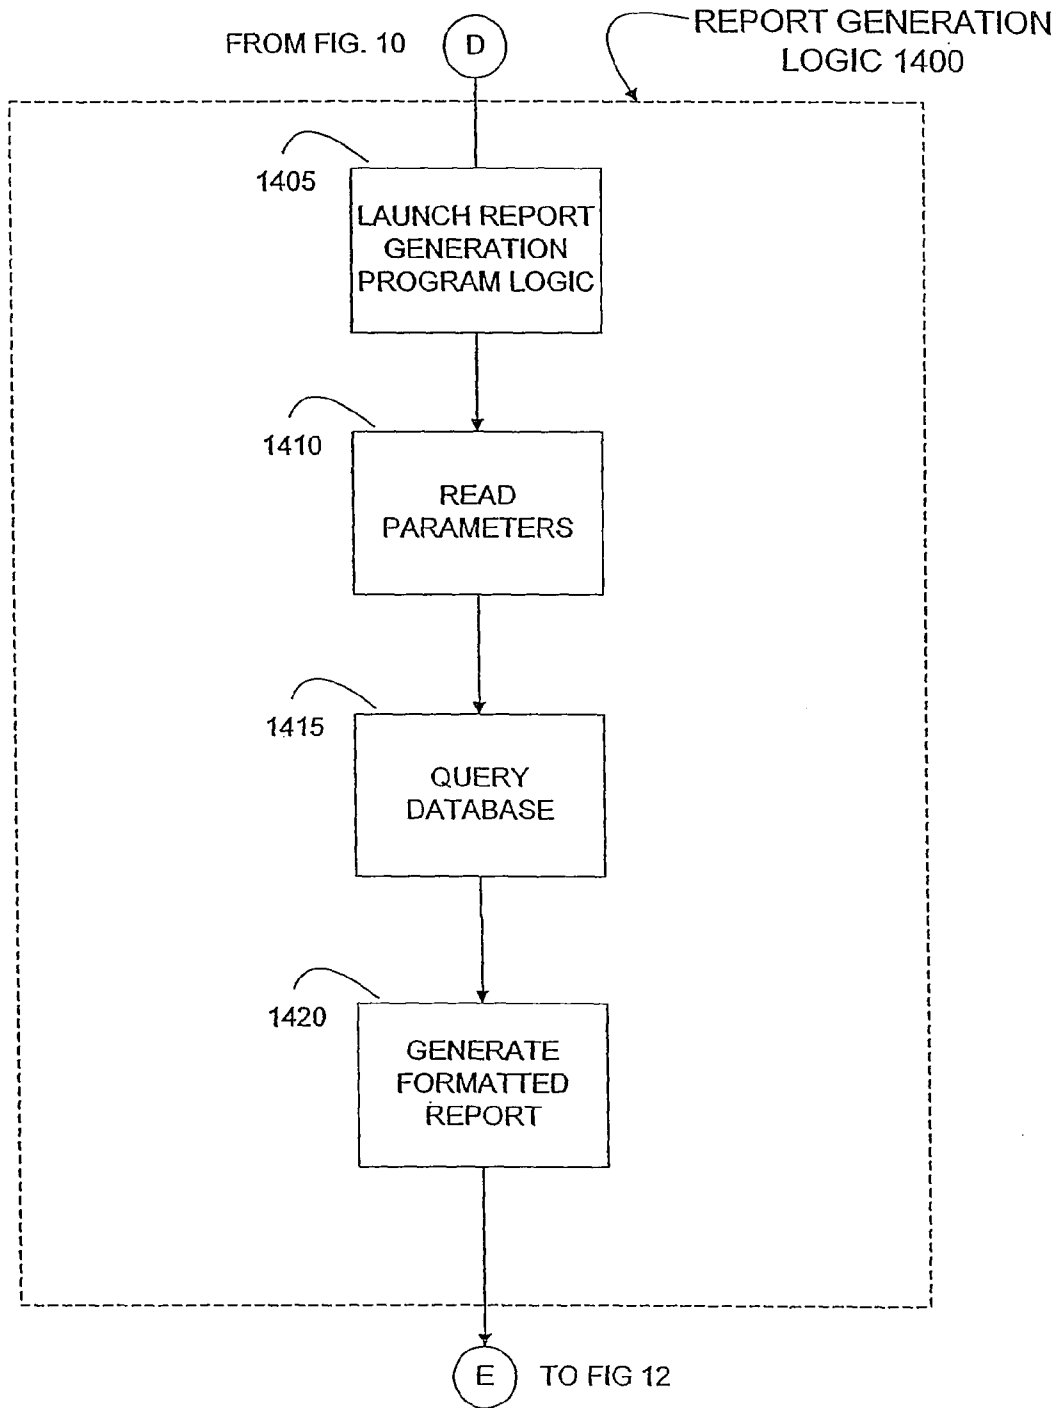 FROM FIG. 10
D
REPORT GENERATION
LOGIC 1400
1405
LAUNCH REPORT
GENERATION
PROGRAM LOGIC
1410
READ
PARAMETERS
1415
QUERY
DATABASE
1420
GENERATE
FORMATTED
REPORT
E
TO FIG 12